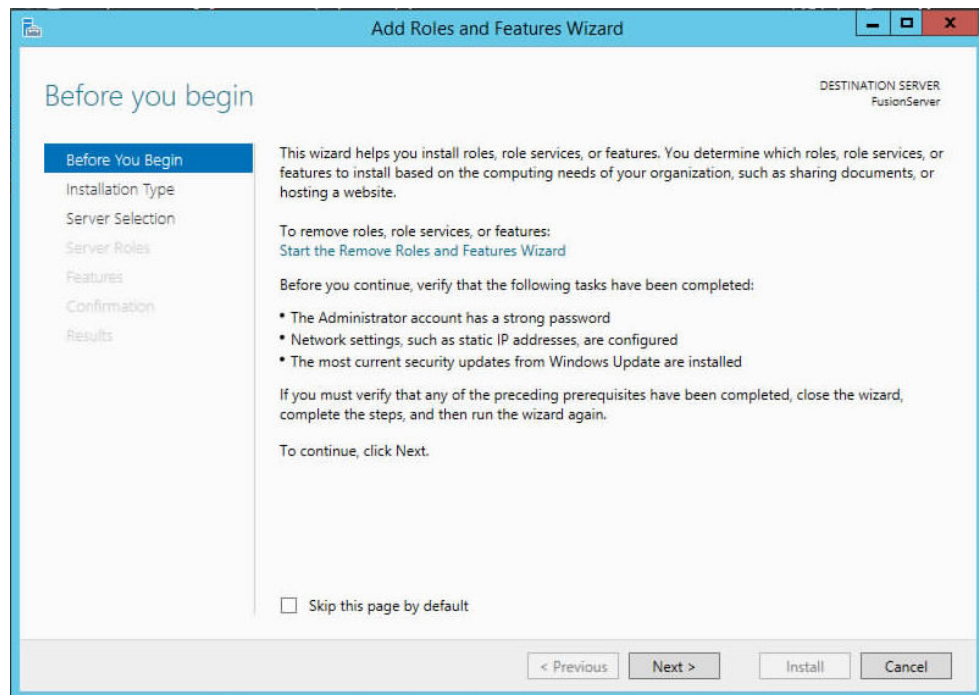 Add Roles and Features Wizard
Before you begin
DESTINATION SERVER
FusionServer
Before You Begin
Installation Type
Server Selection
Server Roles
Features
Confirmation
Results
This wizard helps you install roles, role services, or features. You determine which roles, role services, or
features to install based on the computing needs of your organization, such as sharing documents, or
hosting a website.
To remove roles, role services, or features:
Start the Remove Roles and Features Wizard
Before you continue, verify that the following tasks have been completed:
• The Administrator account has a strong password
• Network settings, such as static IP addresses, are configured
• The most current security updates from Windows Update are installed
If you must verify that any of the preceding prerequisites have been completed, close the wizard,
complete the steps, and then run the wizard again.
To continue, click Next.
Skip this page by default
< Previous
Next >
Install
Cancel